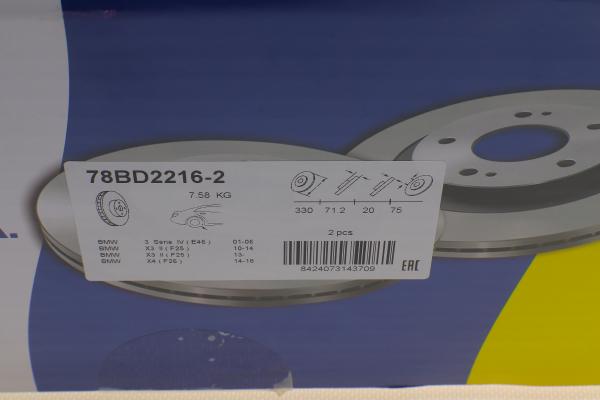 78BD2216-2
7.58 KG
330 71.2 20 75
2 pcs
BMW 3 Serie IV (E46) 01-06
BMW X3 II (F25) 10-14
BMW X3 II (F25) 13-
BMW X4 (F26) 14-18
8424073143709
EAC
A.